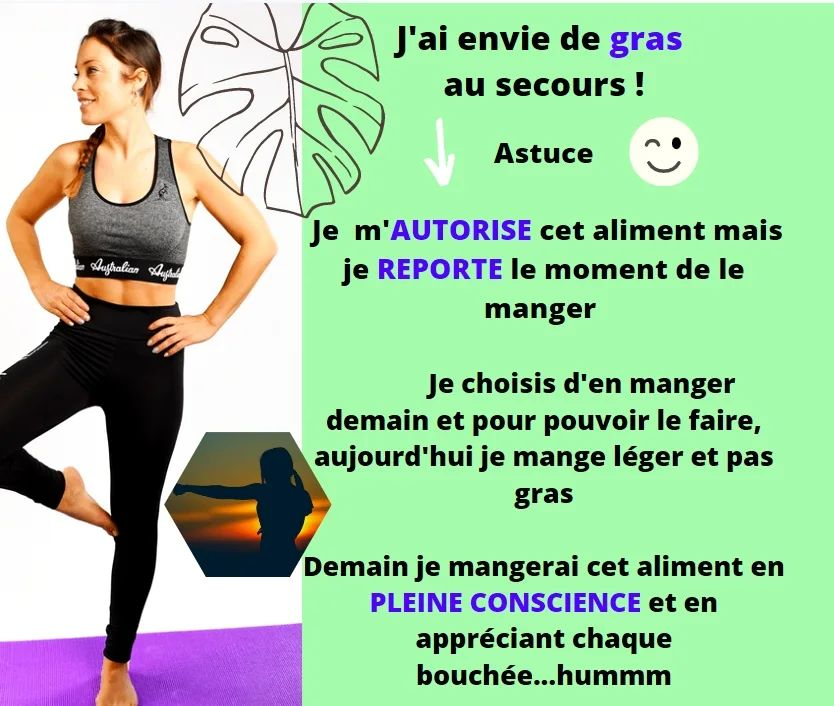 J'ai envie de gras
au secours !
Astuce
Je m'AUTORISE cet aliment mais
je REPORTE le moment de le
manger
Je choisis d'en manger
demain et pour pouvoir le faire,
aujourd'hui je mange léger et pas
gras
Demain je mangerai cet aliment en
PLEINE CONSCIENCE et en
appréciant chaque
bouchée...hummm
Australian Australian